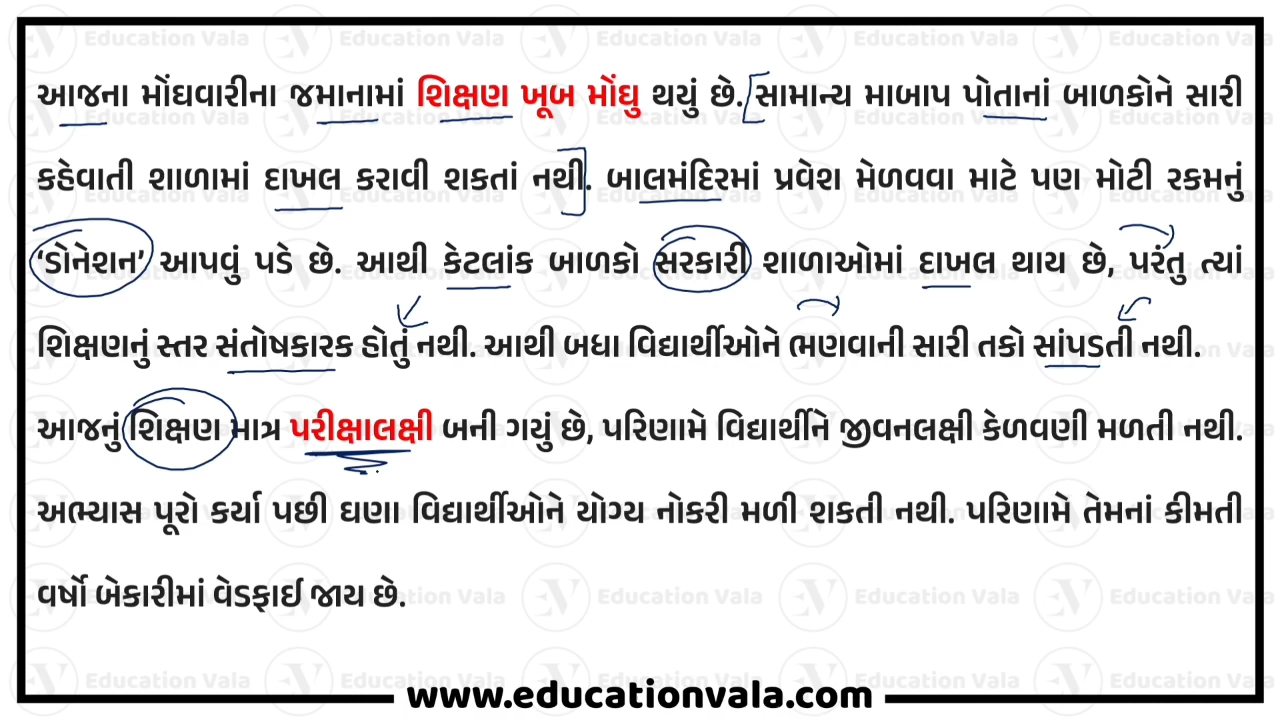 આજના મોંઘવારીના જમાનામાં શિક્ષણ ખૂબ મોંઘુ થયું છે. સામાન્ય માબાપ પોતાનાં બાળકોને સારી
કહેવાતી શાળામાં દાખલ કરાવી શકતાં નથી. બાલમંદિરમાં પ્રવેશ મેળવવા માટે પણ મોટી રકમનું
‘ડોનેશન’ આપવું પડે છે. આથી કેટલાંક બાળકો સરકારી શાળાઓમાં દાખલ થાય છે, પરંતુ ત્યાં
શિક્ષણનું સ્તર સંતોષકારક હોતું નથી. આથી બધા વિદ્યાર્થીઓને ભણવાની સારી તકો સાંપડતી નથી.
આજનું શિક્ષણ માત્ર પરીક્ષાલક્ષી બની ગયું છે, પરિણામે વિદ્યાર્થીને જીવનલક્ષી કેળવણી મળતી નથી.
અભ્યાસ પૂરો કર્યા પછી ઘણા વિદ્યાર્થીઓને યોગ્ય નોકરી મળી શકતી નથી. પરિણામે તેમનાં કીમતી
વર્ષો બેકારીમાં વેડફાઈ જાય છે.
www.educationvala.com